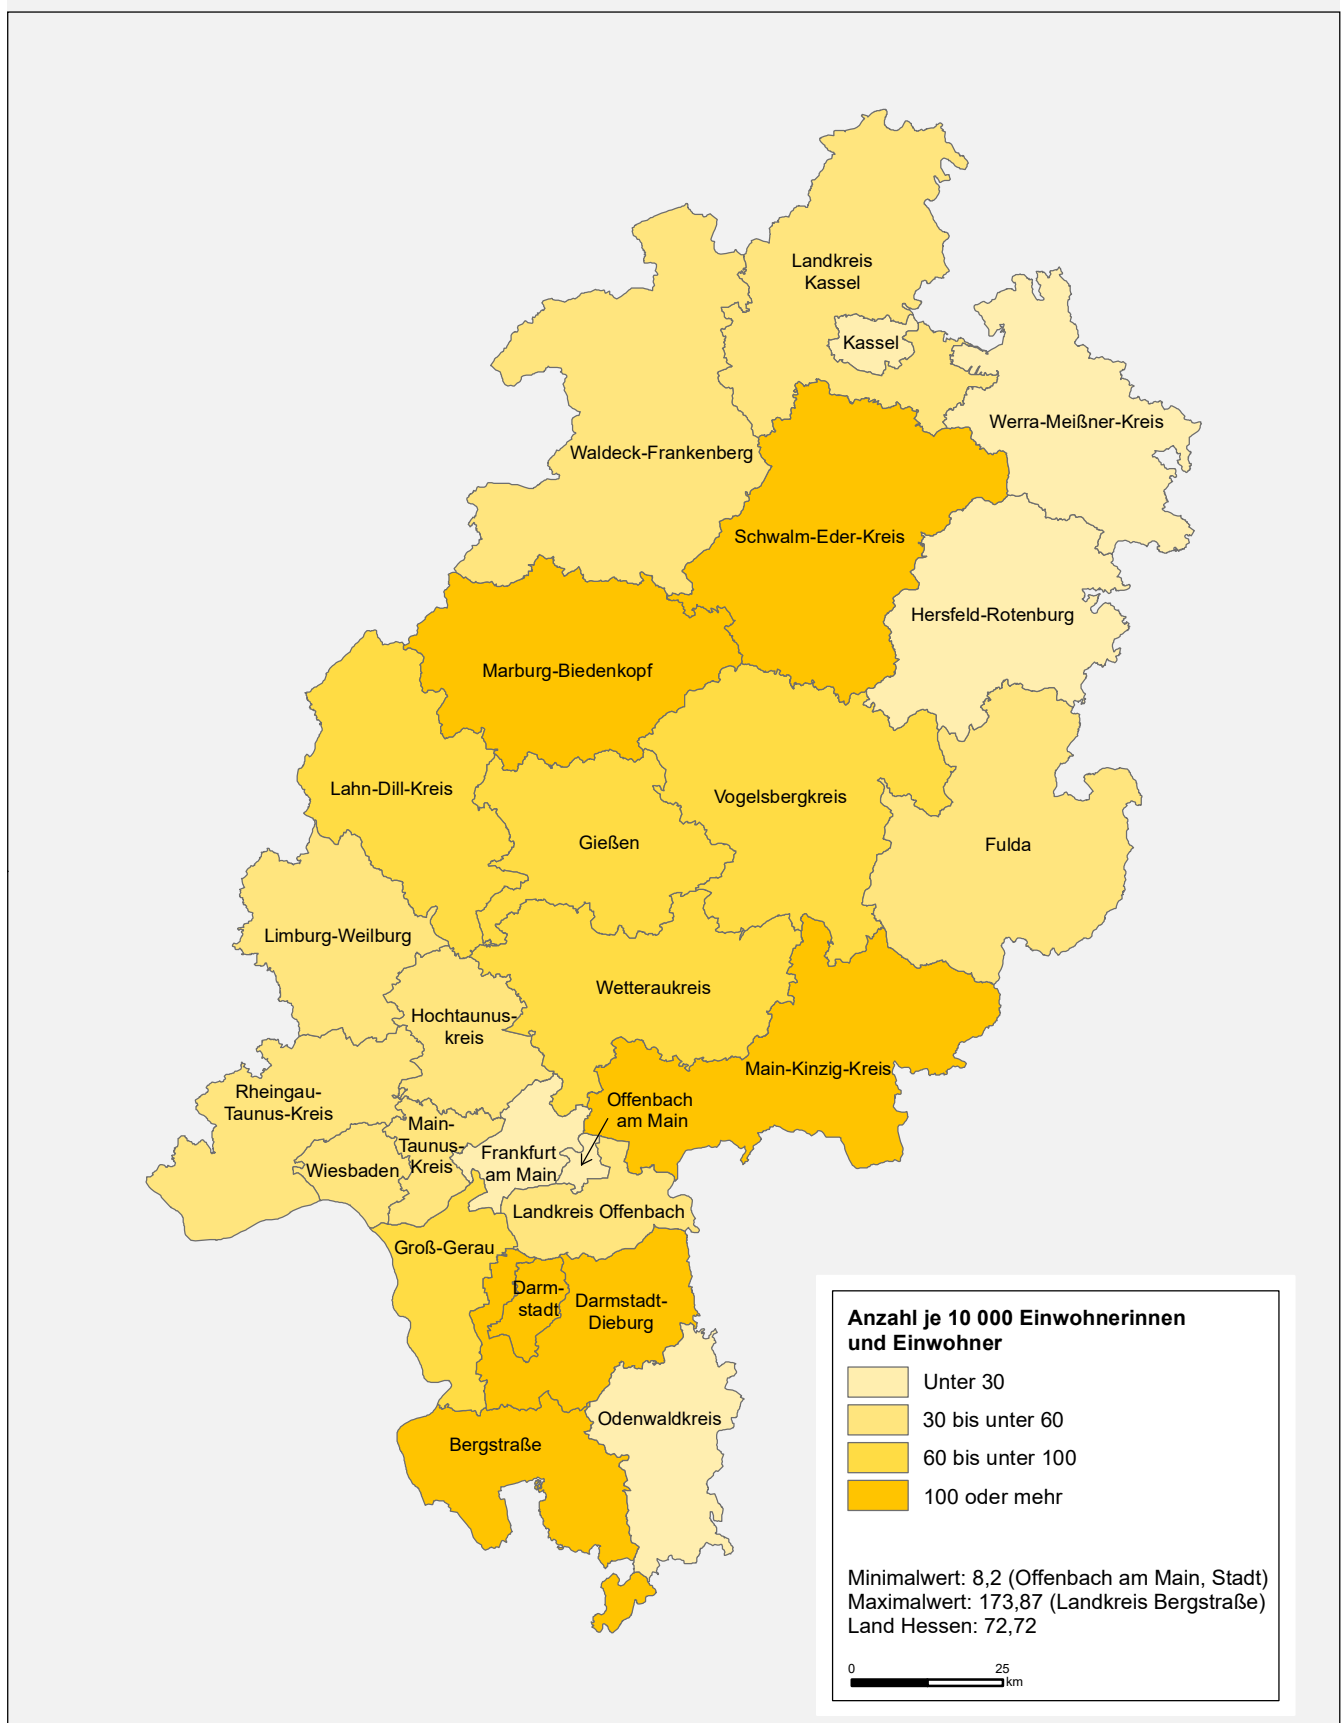 Landkreis
Kassel
Kassel
Werra-Meißner-Kreis
Waldeck-Frankenberg
Schwalm-Eder-Kreis
Hersfeld-Rotenburg
Marburg-Biedenkopf
Lahn-Dill-Kreis
Vogelsbergkreis
Gießen
Fulda
Limburg-Weilburg
Wetteraukreis
Hochtaunus-
kreis
Main-Kinzig-Kreis
Rheingau-
Taunus-Kreis
Offenbach
am Main
Main-
Taunus-
Kreis
Frankfurt
am Main
Wiesbaden
Landkreis Offenbach
Groß-Gerau
Darm-
stadt
Darmstadt-
Dieburg
Odenwaldkreis
Bergstraße
Anzahl je 10 000 Einwohnerinnen
und Einwohner
Unter 30
30 bis unter 60
60 bis unter 100
100 oder mehr
Minimalwert: 8,2 (Offenbach am Main, Stadt)
Maximalwert: 173,87 (Landkreis Bergstraße)
Land Hessen: 72,72
0 25
km